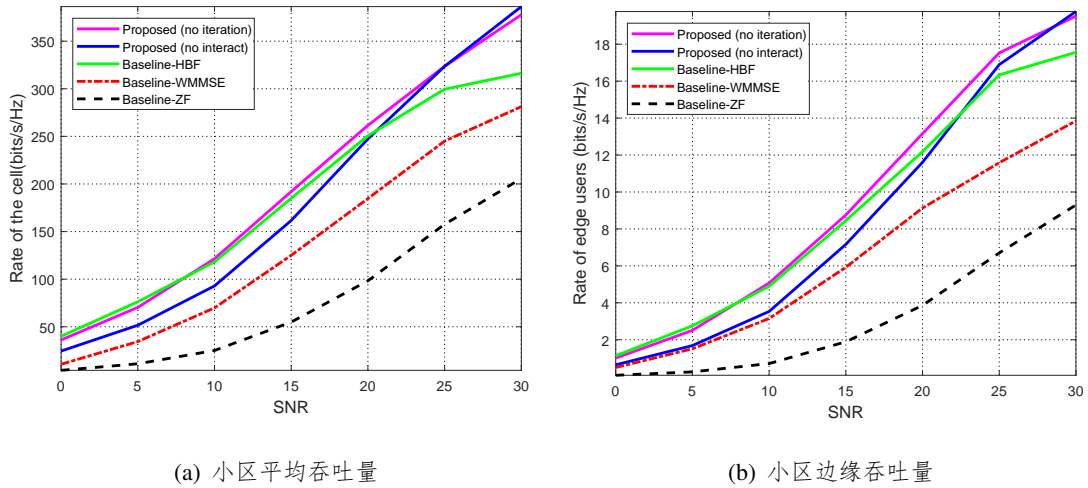 Rate of the cell(bits/s/Hz)
350
300
250
200
150
100
50
0 5 10 15 20 25 30
SNR
Proposed (no iteration)
Proposed (no interact)
Baseline-HBF
Baseline-WMMSE
Baseline-ZF
(a) 小区平均吞吐量
Rate of edge users (bits/s/Hz)
18
16
14
12
10
8
6
4
2
0 5 10 15 20 25 30
SNR
Proposed (no iteration)
Proposed (no interact)
Baseline-HBF
Baseline-WMMSE
Baseline-ZF
(b) 小区边缘吞吐量